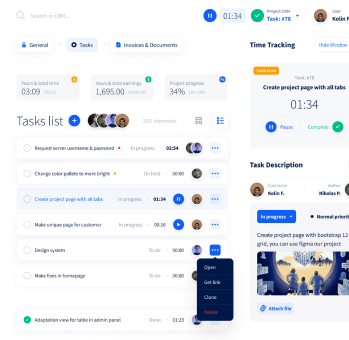 Search in CRM...
01:34
Project CRM
Task: #78
User
Kolin F
General
Tasks
Invoices & Documents
Time Tracking
Hide Window
Hours & total time
03:09
Hours & total earnings
1,695.00
Project progress
34%
Task: #78
Create project page with all tabs
01:34
Pause
Complete
Tasks list
200 elements
Request server username & password
In progress
02:54
Change color pallete to more bright
On hold
00:00
Create project page with all tabs
In progress
01:34
Make unique page for customer
In progress
00:16
Design system
To do
00:00
Make fixes in homepage
To do
00:00
Adaptation view for table in admin panel
Done
01:23
Open
Get link
Clone
Delete
Task Description
Contractor
Kolin F.
Author
Nikolas P.
In progress
Normal priorit
Create project page with bootstrap 12
grid, you can use figma our project
Attach file